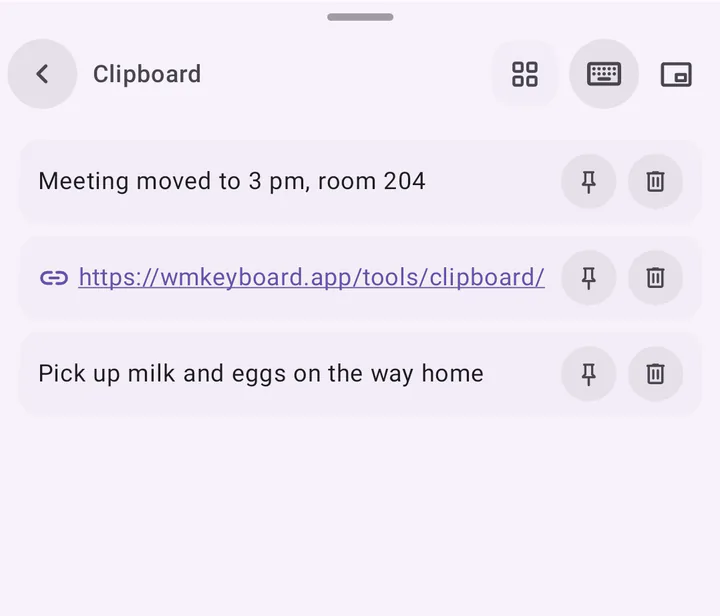 Clipboard
Meeting moved to 3 pm, room 204
https://wmkeyboard.app/tools/clipboard/
Pick up milk and eggs on the way home